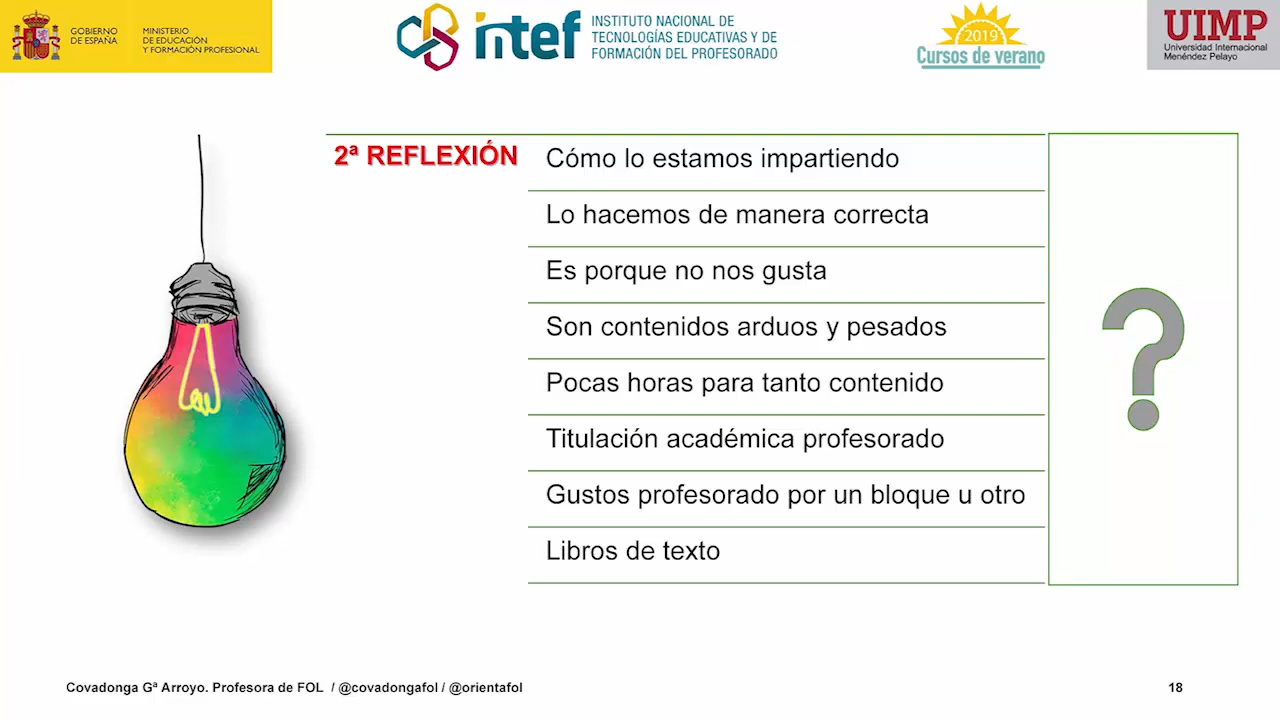 GOBIERNO
DE ESPAÑA
MINISTERIO
DE EDUCACIÓN
Y FORMACIÓN PROFESIONAL
intef
INSTITUTO NACIONAL DE
TECNOLOGÍAS EDUCATIVAS Y DE
FORMACIÓN DEL PROFESORADO
2019
Cursos de verano
UIMP
Universidad Internacional
Menéndez Pelayo
2ª REFLEXIÓN
Cómo lo estamos impartiendo
Lo hacemos de manera correcta
Es porque no nos gusta
Son contenidos arduos y pesados
Pocas horas para tanto contenido
Titulación académica profesorado
Gustos profesorado por un bloque u otro
Libros de texto
?
Covadonga Gª Arroyo. Profesora de FOL / @covadongafol / @orientafol
18